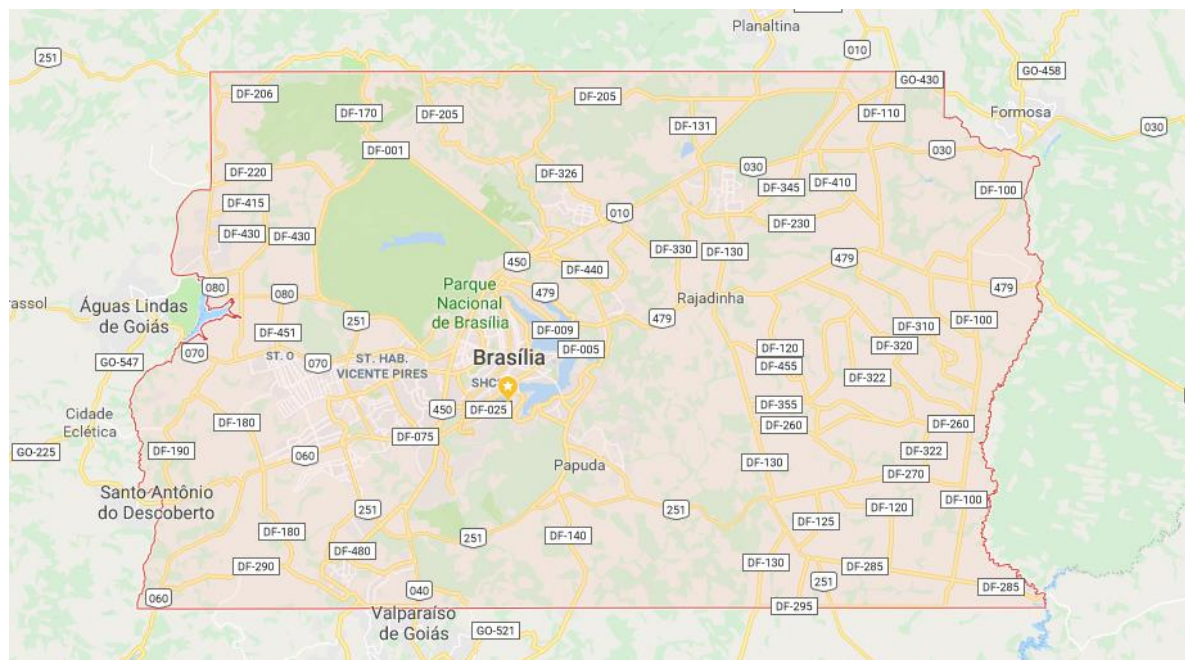 Planaltina
010
251
GO-458
GO-430
DF-206
DF-205
DF-170
DF-205
DF-110
Formosa
DF-131
030
DF-001
030
030
DF-220
DF-326
DF-345
DF-410
DF-100
DF-415
010
DF-230
DF-430
DF-430
DF-330
DF-130
450
479
DF-440
080
080
Parque
Nacional
de Brasília
479
479
Rajadinha
assol
Águas Lindas
de Goiás
251
479
DF-310
DF-100
DF-451
DF-009
DF-320
DF-005
DF-120
070
ST. O
070
ST. HAB.
VICENTE PIRES
Brasília
GO-547
DF-455
DF-322
SHC
DF-025
450
DF-355
Cidade
Eclética
DF-180
DF-260
DF-260
DF-075
GO-225
DF-190
060
DF-322
Papuda
DF-130
DF-270
Santo Antônio
do Descoberto
DF-100
251
251
DF-120
DF-125
DF-180
251
DF-140
DF-480
DF-290
DF-130
DF-285
251
DF-285
060
040
DF-295
Valparaíso
de Goiás
GO-521